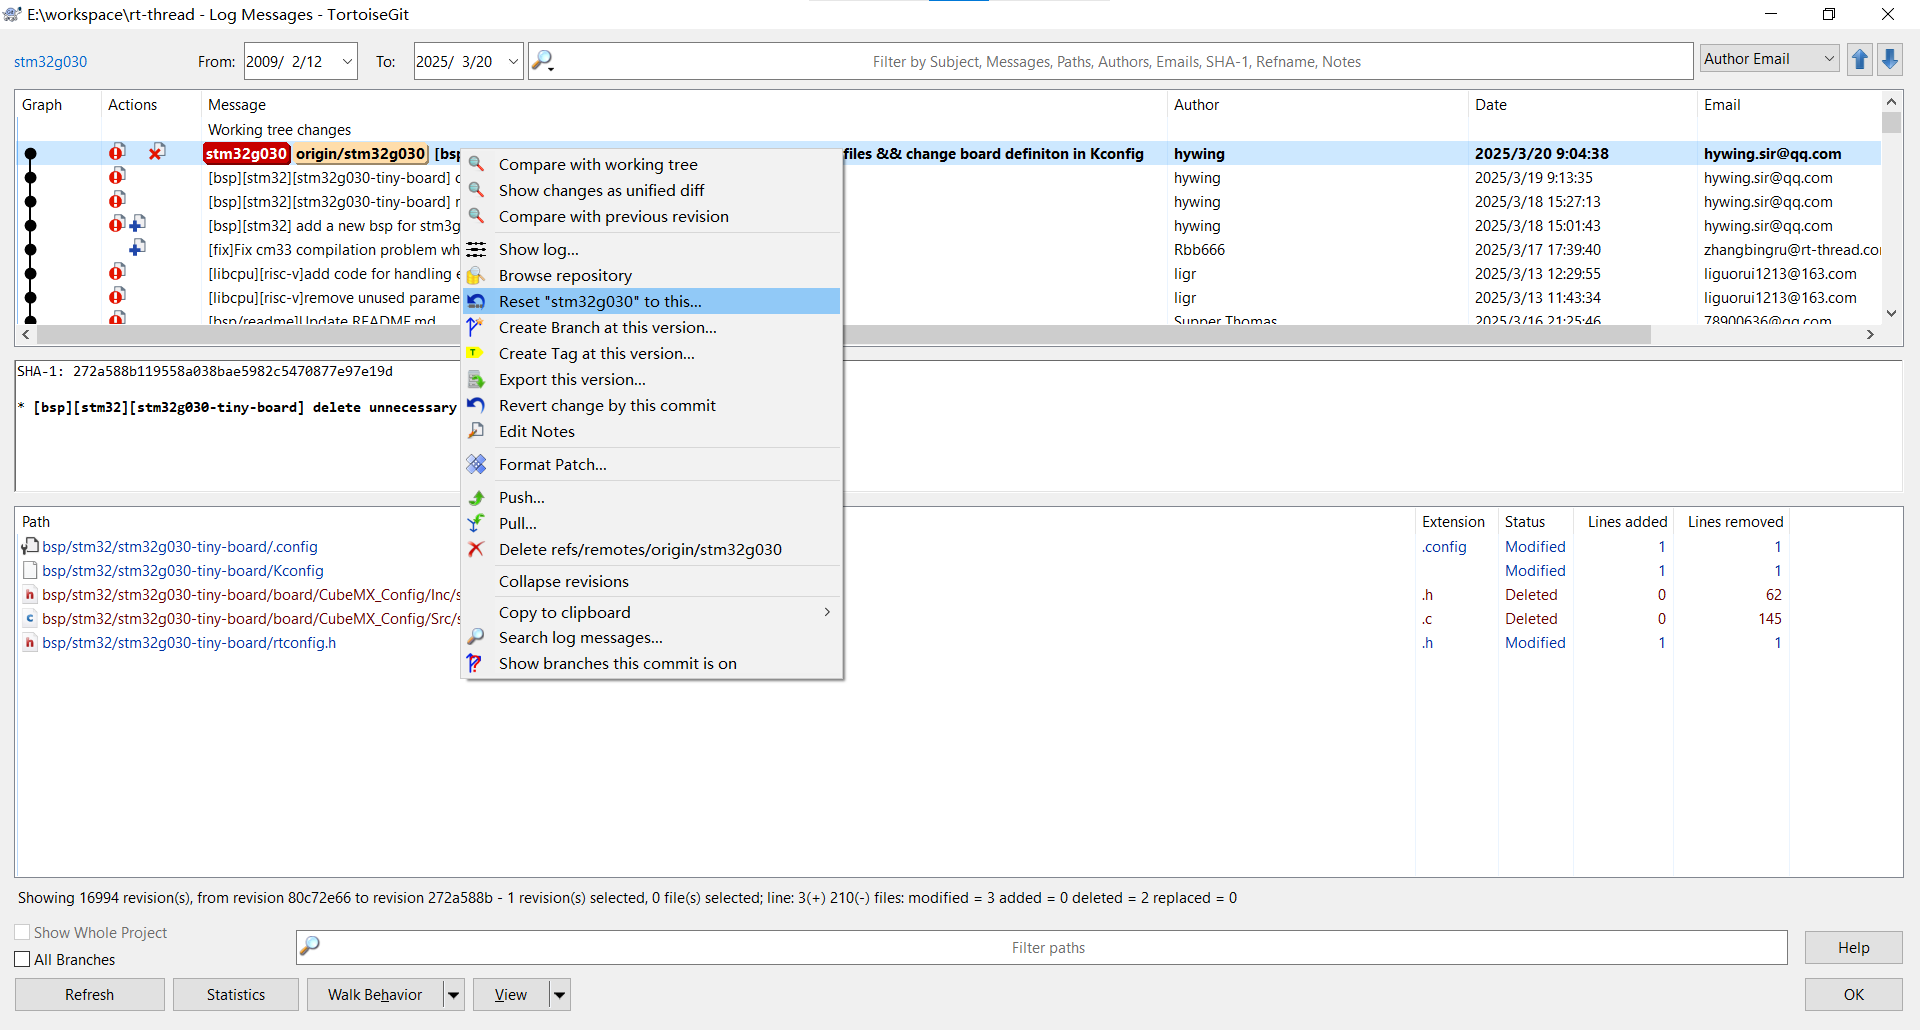 E:\workspace\rt-thread - Log Messages - TortoiseGit
stm32g030 From: 2009/ 2/12 To: 2025/ 3/20 Filter by Subject, Messages, Paths, Authors, Emails, SHA-1, Refname, Notes Author Email
Graph Actions Message Author Date Email
Working tree changes
stm32g030 origin/stm32g030 [bsp files && change board definiton in Kconfig hywing 2025/3/20 9:04:38 hywing.sir@qq.com
[bsp][stm32][stm32g030-tiny-board] hywing 2025/3/19 9:13:35 hywing.sir@qq.com
[bsp][stm32][stm32g030-tiny-board] hywing 2025/3/18 15:27:13 hywing.sir@qq.com
[bsp][stm32] add a new bsp for stm3g hywing 2025/3/18 15:01:43 hywing.sir@qq.com
[fix]Fix cm33 compilation problem wh Rbb666 2025/3/17 17:39:40 zhangbingru@rt-thread.co
[libcpu][risc-v]add code for handling ligr 2025/3/13 12:29:55 liguorui1213@163.com
[libcpu][risc-v]remove unused parame ligr 2025/3/13 11:43:34 liguorui1213@163.com
[bsp/readme]Update README.md Supper Thomas 2025/3/16 21:25:46 78900636@qq.com
Compare with working tree
Show changes as unified diff
Compare with previous revision
Show log...
Browse repository
Reset "stm32g030" to this...
Create Branch at this version...
Create Tag at this version...
Export this version...
Revert change by this commit
Edit Notes
Format Patch...
Push...
Pull...
Delete refs/remotes/origin/stm32g030
Collapse revisions
Copy to clipboard
Search log messages...
Show branches this commit is on
SHA-1: 272a588b119558a038bae5982c5470877e97e19d
* [bsp][stm32][stm32g030-tiny-board] delete unnecessary
Path Extension Status Lines added Lines removed
bsp/stm32/stm32g030-tiny-board/.config .config Modified 1 1
bsp/stm32/stm32g030-tiny-board/Kconfig Modified 1 1
bsp/stm32/stm32g030-tiny-board/board/CubeMX_Config/Inc/s .h Deleted 0 62
bsp/stm32/stm32g030-tiny-board/board/CubeMX_Config/Src/s .c Deleted 0 145
bsp/stm32/stm32g030-tiny-board/rtconfig.h .h Modified 1 1
Showing 16994 revision(s), from revision 80c72e66 to revision 272a588b - 1 revision(s) selected, 0 file(s) selected; line: 3(+) 210(-) files: modified = 3 added = 0 deleted = 2 replaced = 0
Show Whole Project
All Branches
Filter paths
Help
Refresh Statistics Walk Behavior View OK